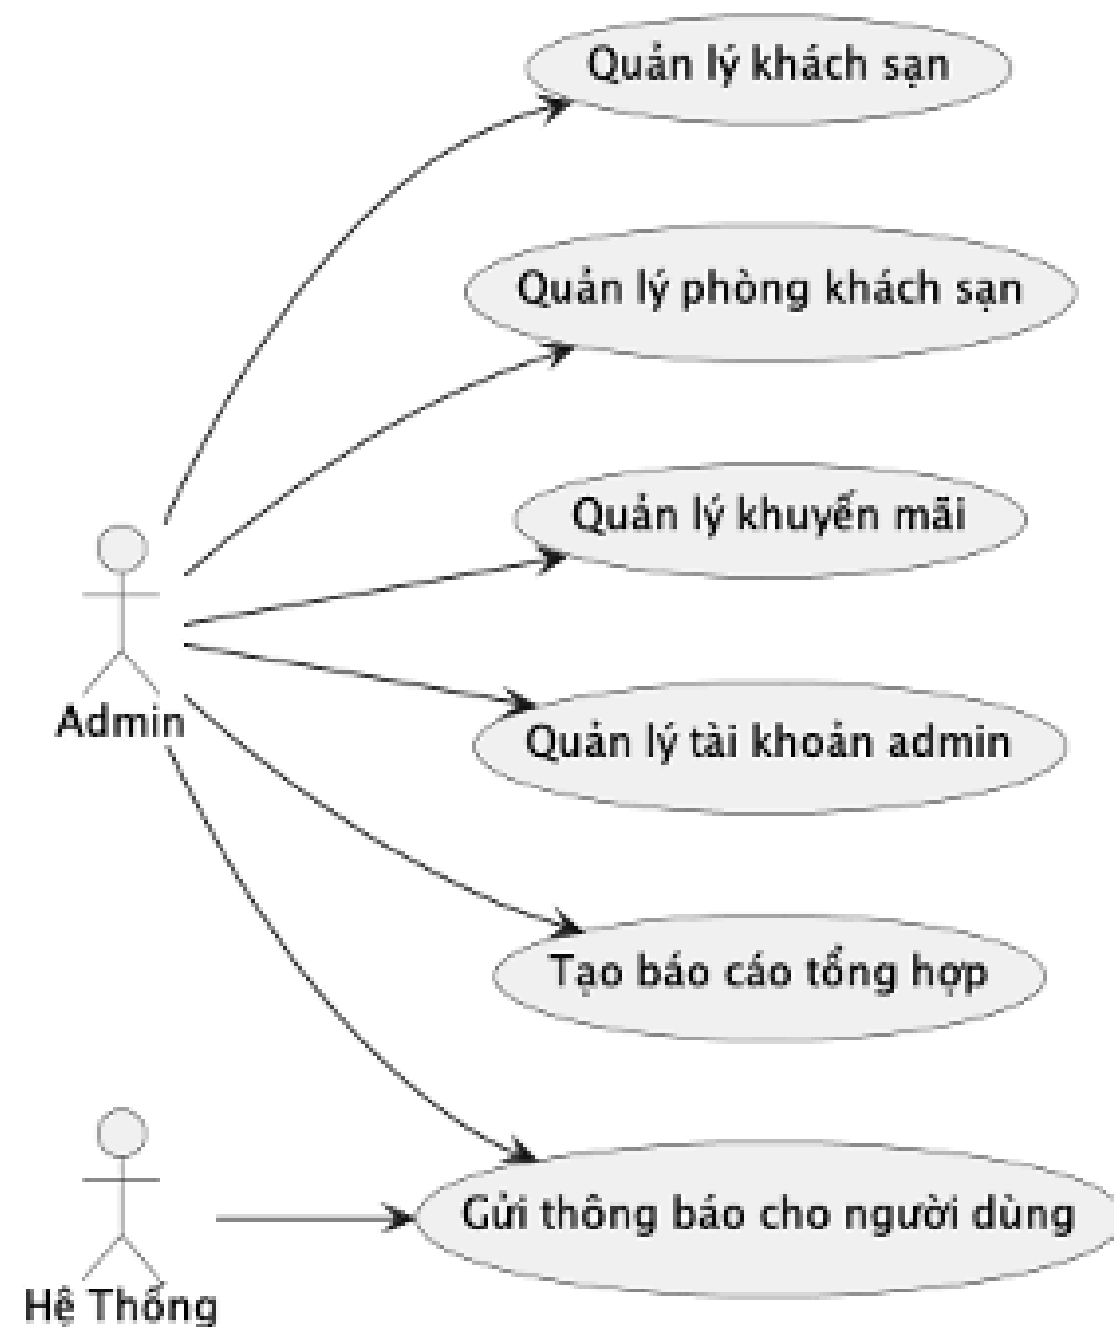 Quản lý khách sạn
Quản lý phòng khách sạn
Quản lý khuyến mãi
Admin
Quản lý tài khoản admin
Tạo báo cáo tổng hợp
Gửi thông báo cho người dùng
Hệ Thống